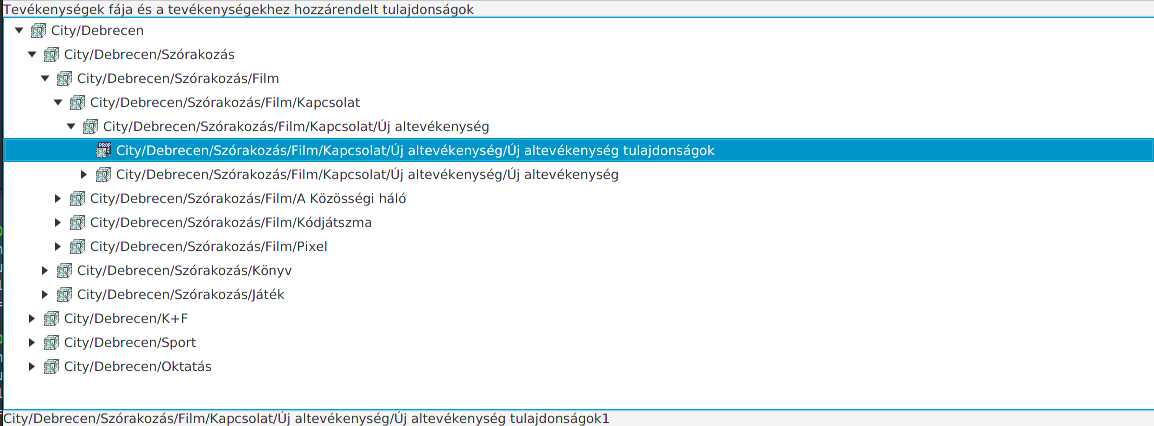 Tevékenységek fája és a tevékenységekhez hozzárendelt tulajdonságok
City/Debrecen
City/Debrecen/Szórakozás
City/Debrecen/Szórakozás/Film
City/Debrecen/Szórakozás/Film/Kapcsolat
City/Debrecen/Szórakozás/Film/Kapcsolat/Új altevékenység
PROP City/Debrecen/Szórakozás/Film/Kapcsolat/Új altevékenység/Új altevékenység tulajdonságok
City/Debrecen/Szórakozás/Film/Kapcsolat/Új altevékenység/Új altevékenység
City/Debrecen/Szórakozás/Film/A Közösségi háló
City/Debrecen/Szórakozás/Film/Kódjátszma
City/Debrecen/Szórakozás/Film/Pixel
City/Debrecen/Szórakozás/Könyv
City/Debrecen/Szórakozás/Játék
City/Debrecen/K+F
City/Debrecen/Sport
City/Debrecen/Oktatás
City/Debrecen/Szórakozás/Film/Kapcsolat/Új altevékenység/Új altevékenység tulajdonságok1